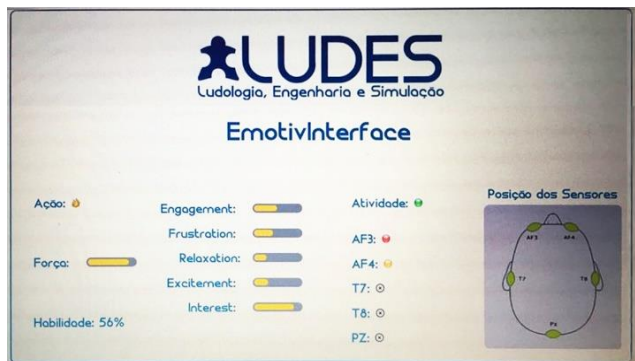 LUDES
Ludologia, Engenharia e Simulação
EmotivInterface
Ação:
Força:
Habilidade: 56%
Engagement:
Frustration:
Relaxation:
Excitement:
Interest:
Atividade:
AF3:
AF4:
T7:
T8:
PZ:
Posição dos Sensores
AF3 AF4
T7 T8
Pz